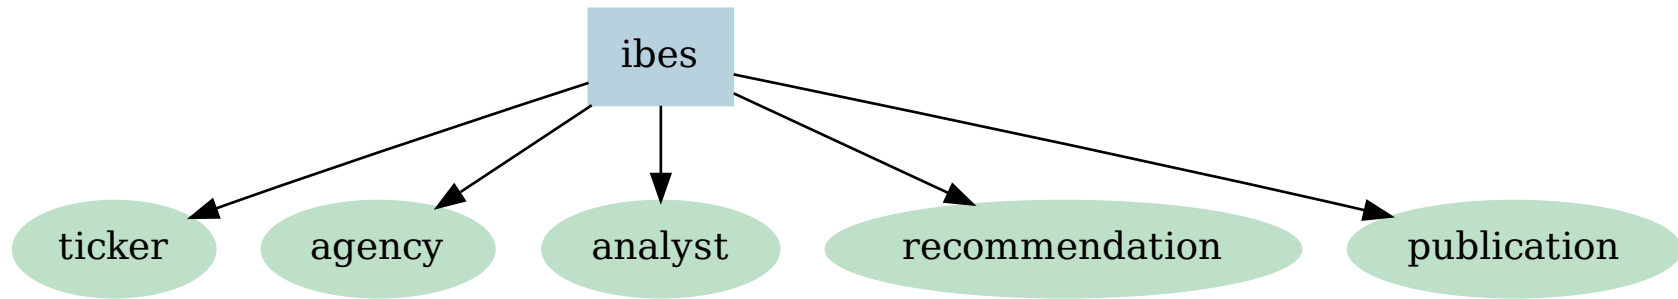 ibes
ticker
agency
analyst
recommendation
publication